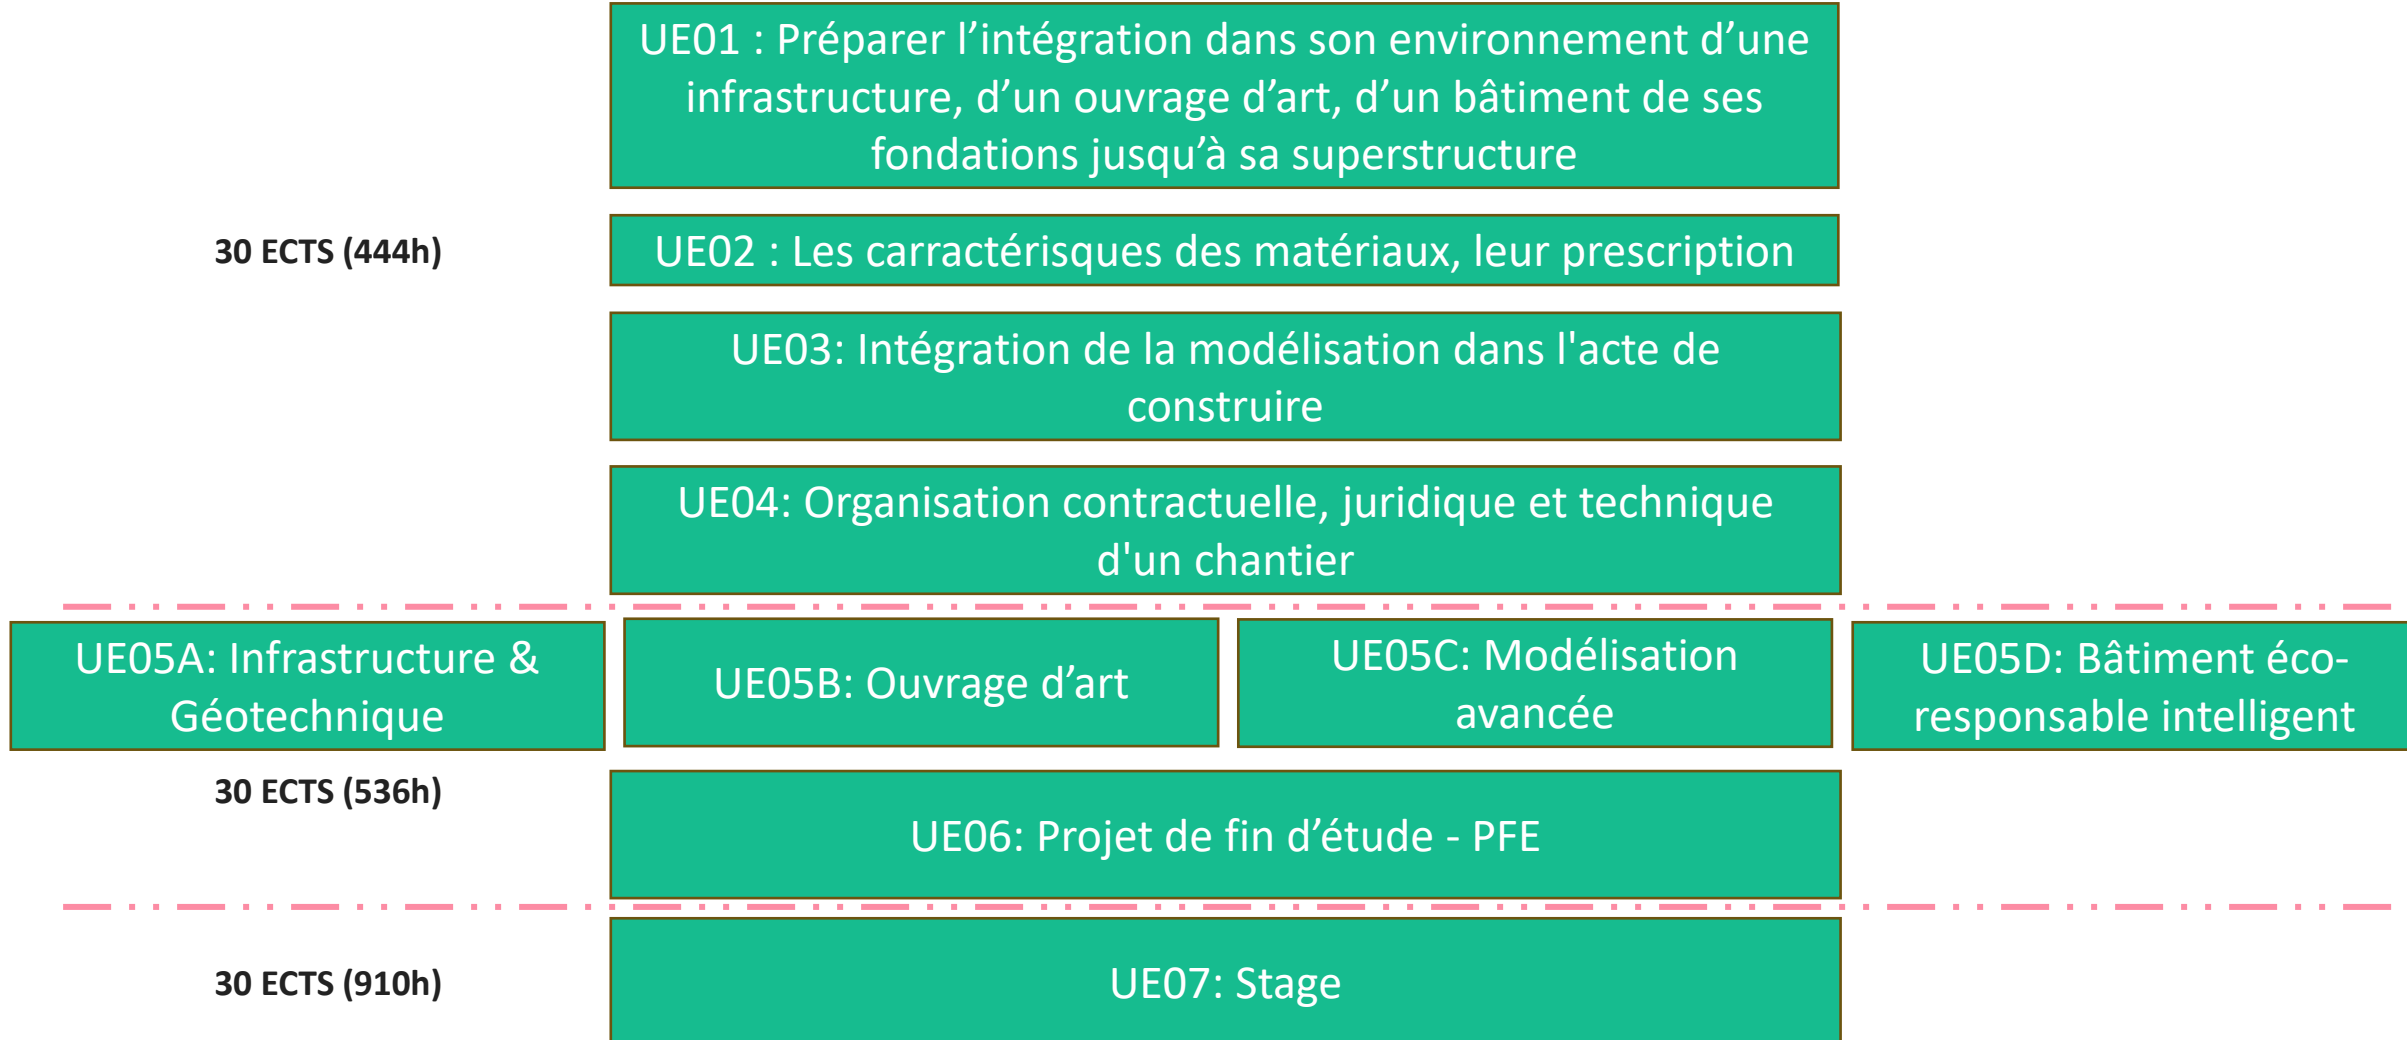 UE01 : Préparer l’intégration dans son environnement d’une
infrastructure, d’un ouvrage d’art, d’un bâtiment de ses
fondations jusqu’à sa superstructure
30 ECTS (444h)
UE02 : Les carractérisques des matériaux, leur prescription
UE03: Intégration de la modélisation dans l'acte de
construire
UE04: Organisation contractuelle, juridique et technique
d'un chantier
UE05A: Infrastructure &
Géotechnique
UE05B: Ouvrage d’art
UE05C: Modélisation
avancée
UE05D: Bâtiment éco-
responsable intelligent
30 ECTS (536h)
UE06: Projet de fin d’étude - PFE
30 ECTS (910h)
UE07: Stage